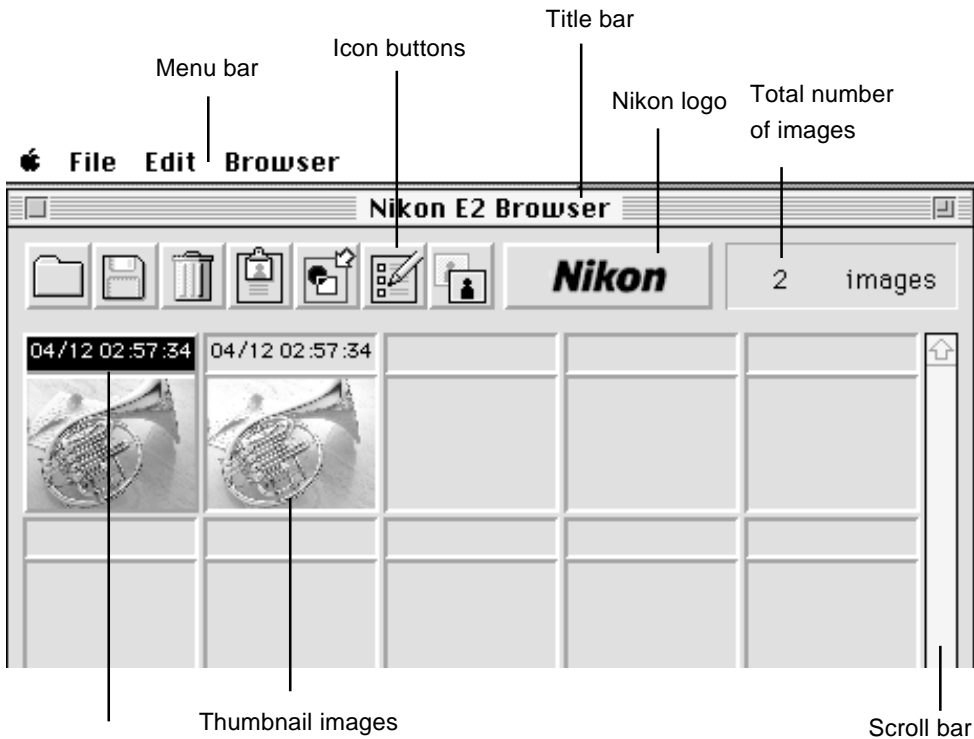 Title bar
Icon buttons
Menu bar
Nikon logo
Total number
of images
File Edit Browser
Nikon E2 Browser
Nikon
2 images
04/12 02:57:34
04/12 02:57:34
Thumbnail images
Scroll bar